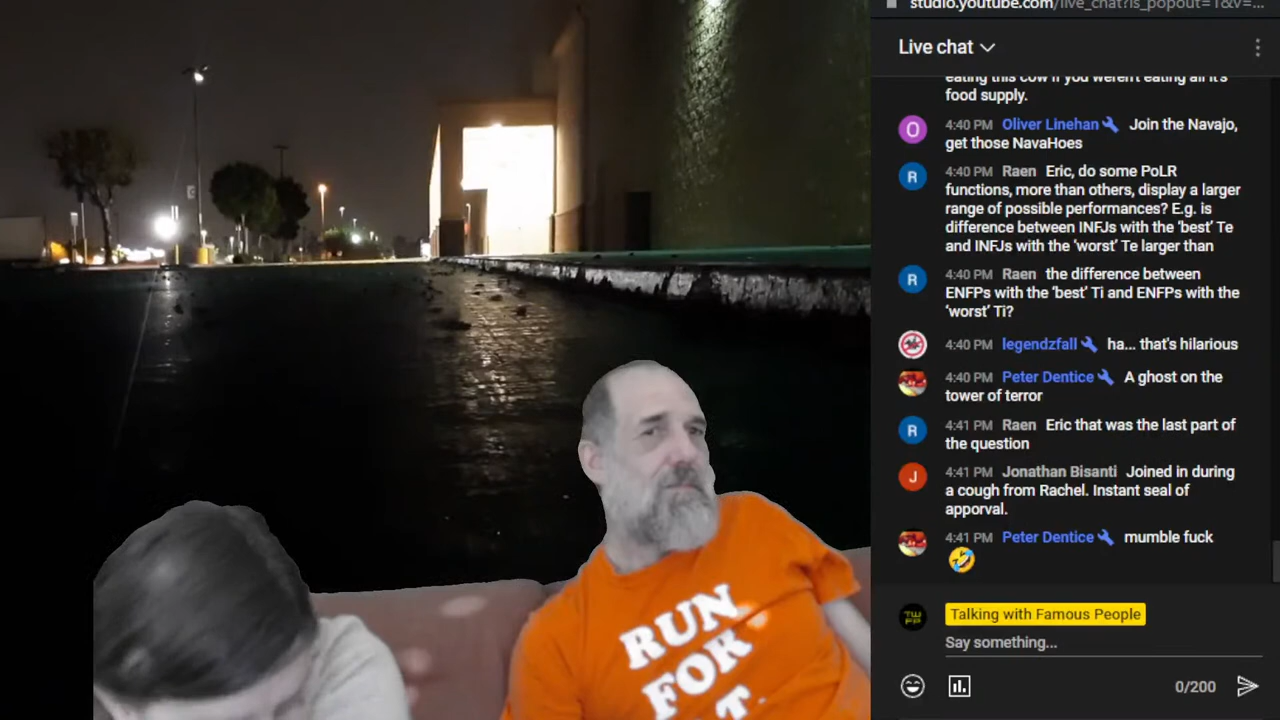 studio.youtube.com/live_chat?is_popout=1&v=...
Live chat
eating this cow if you weren't eating all it's
food supply.
O
4:40 PM Oliver Linehan Join the Navajo,
get those NavaHoes
R
4:40 PM Raen Eric, do some PoLR
functions, more than others, display a larger
range of possible performances? E.g. is
difference between INFJs with the 'best' Te
and INFJs with the 'worst' Te larger than
R
4:40 PM Raen the difference between
ENFPs with the 'best' Ti and ENFPs with the
'worst' Ti?
4:40 PM legendzfall ha... that's hilarious
4:40 PM Peter Dentice A ghost on the
tower of terror
R
4:41 PM Raen Eric that was the last part of
the question
J
4:41 PM Jonathan Bisanti Joined in during
a cough from Rachel. Instant seal of
apporval.
4:41 PM Peter Dentice mumble fuck
🤣
TW
FP
Talking with Famous People
Say something...
0/200
RUN
FOR